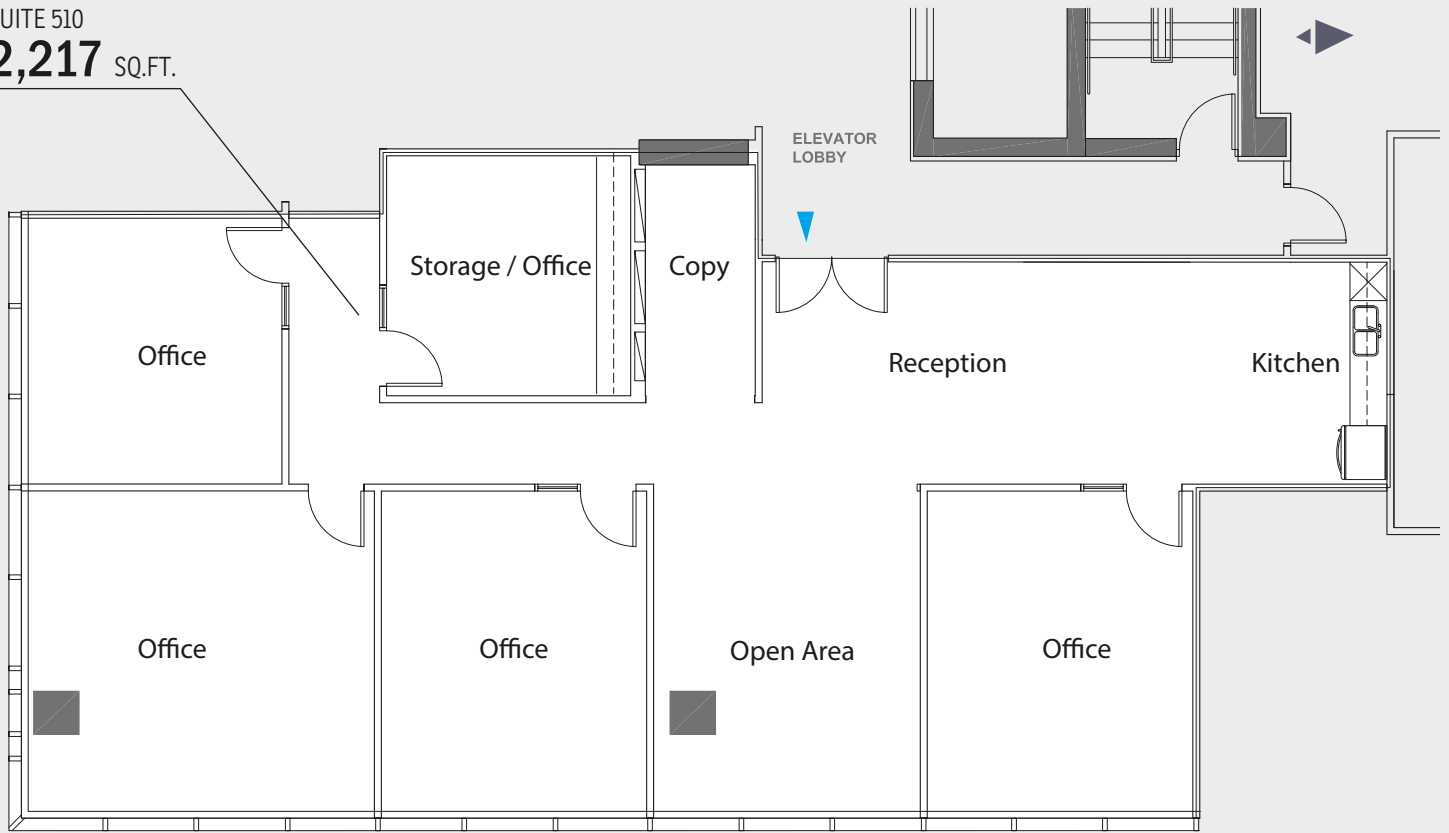 UITE 510
2,217 SQ.FT.
ELEVATOR
LOBBY
Storage / Office
Copy
Office
Reception
Kitchen
Office
Office
Open Area
Office